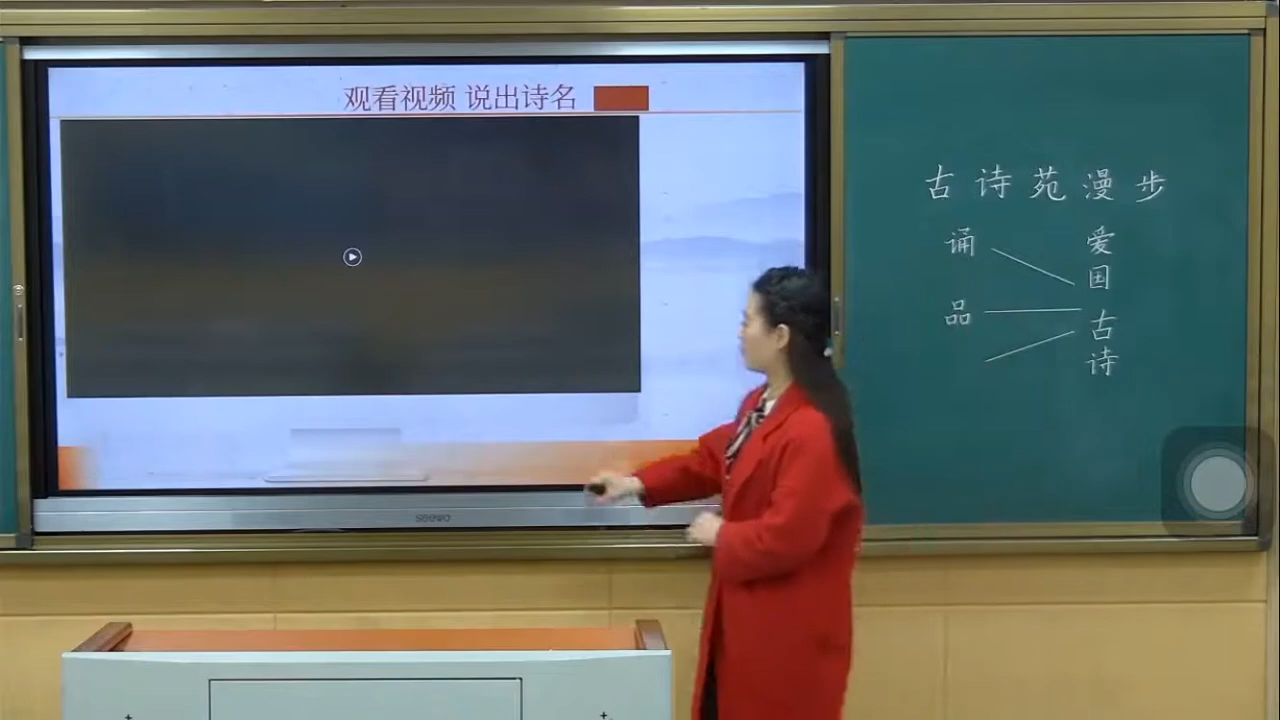 观看视频 说出诗名
seewo
古诗苑漫步
诵
爱国
品
古诗